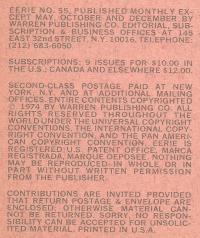 EERIE NO. 55, PUBLISHED MONTHLY EX-
CEPT MAY, OCTOBER AND DECEMBER BY
WARREN PUBLISHING CO. EDITORIAL, SUB-
SCRIPTION & BUSINESS OFFICES AT 145
EAST 32nd STREET, N.Y. 10016, TELEPHONE:
(212) 683-6050.
SUBSCRIPTIONS: 9 ISSUES FOR $10.00 IN
THE U.S.; CANADA AND ELSEWHERE $12.00.
SECOND-CLASS POSTAGE PAID AT NEW
YORK, N.Y. AND AT ADDITIONAL MAILING
OFFICES. ENTIRE CONTENTS COPYRIGHTED
© 1974 BY WARREN PUBLISHING CO. ALL
RIGHTS RESERVED THROUGHOUT THE
WORLD UNDER THE UNIVERSAL COPYRIGHT
CONVENTIONS, THE INTERNATIONAL COPY-
RIGHT CONVENTION, AND THE PAN AMERI-
CAN COPYRIGHT CONVENTION. EERIE IS
REGISTERED U.S. PATENT OFFICE. MARCA
REGISTRADA, MARQUE DEPOSEE. NOTHING
MAY BE REPRODUCED IN WHOLE OR IN
PART WITHOUT WRITTEN PERMISSION
FROM THE PUBLISHER.
CONTRIBUTIONS ARE INVITED PROVIDED
THAT RETURN POSTAGE & ENVELOPE ARE
ENCLOSED; OTHERWISE MATERIAL CAN-
NOT BE RETURNED. SORRY, NO RESPON-
SIBILITY CAN BE ACCEPTED FOR UNSOLIC-
ITED MATERIAL. PRINTED IN U.S.A.